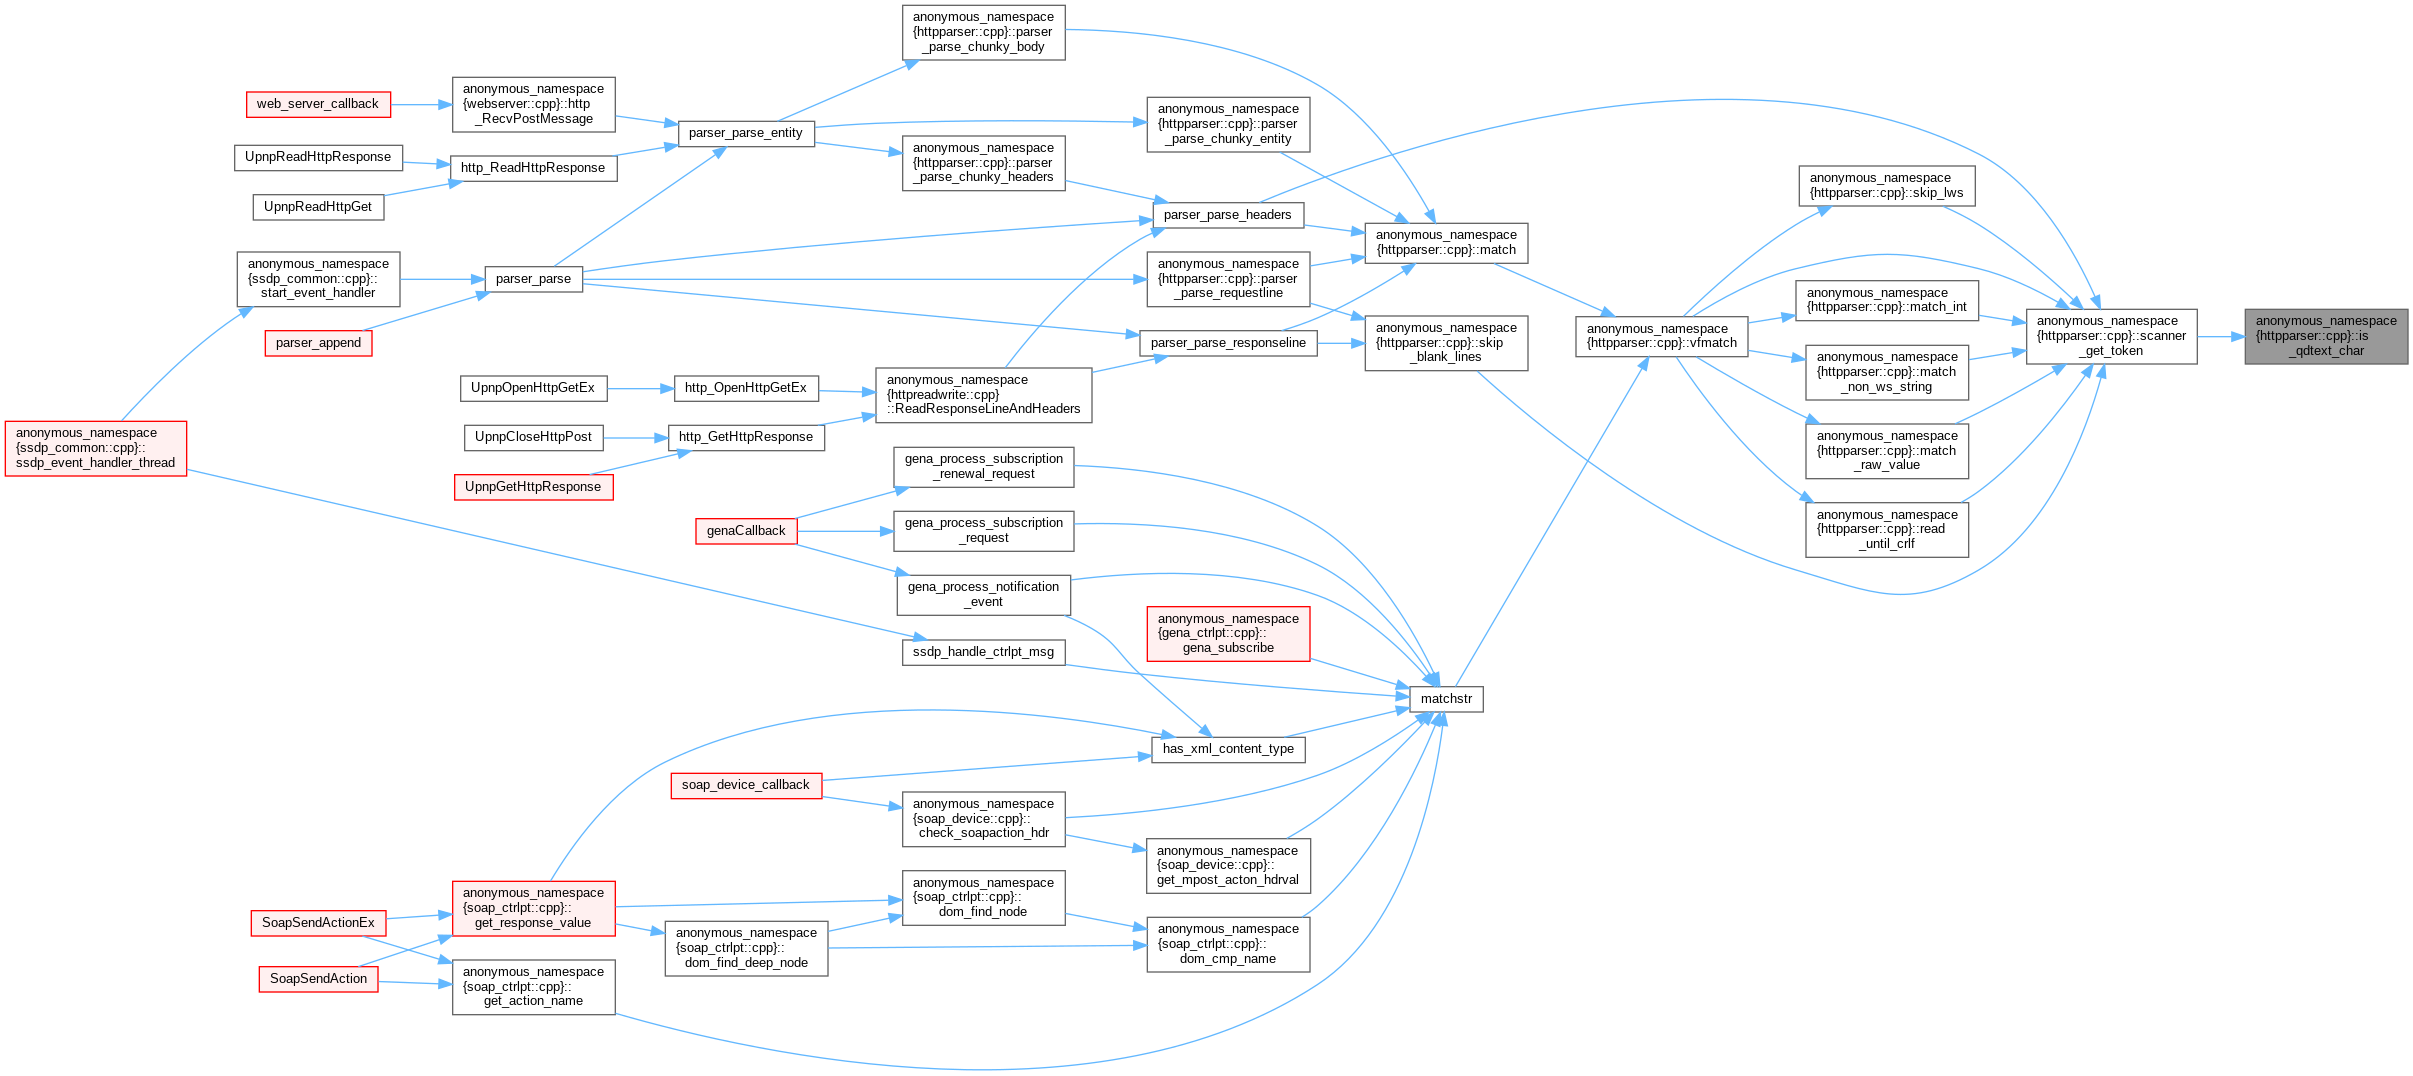 anonymous_namespace
{httpparser::cpp}::parser
_parse_chunky_body
web_server_callback
anonymous_namespace
{webserver::cpp}::http
_RecvPostMessage
parser_parse_entity
anonymous_namespace
{httpparser::cpp}::parser
_parse_chunky_entity
UpnpReadHttpResponse
http_ReadHttpResponse
anonymous_namespace
{httpparser::cpp}::parser
_parse_chunky_headers
UpnpReadHttpGet
parser_parse_headers
anonymous_namespace
{httpparser::cpp}::match
anonymous_namespace
{httpparser::cpp}::skip_lws
anonymous_namespace
{ssdp_common::cpp}::
start_event_handler
parser_parse
anonymous_namespace
{httpparser::cpp}::parser
_parse_requestline
anonymous_namespace
{httpparser::cpp}::match_int
parser_append
parser_parse_responseline
anonymous_namespace
{httpparser::cpp}::skip
_blank_lines
anonymous_namespace
{httpparser::cpp}::vfmatch
anonymous_namespace
{httpparser::cpp}::match
_non_ws_string
anonymous_namespace
{httpparser::cpp}::scanner
_get_token
anonymous_namespace
{httpparser::cpp}::is
_qdtext_char
UpnpOpenHttpGetEx
http_OpenHttpGetEx
anonymous_namespace
{httpreadwrite::cpp}
::ReadResponseLineAndHeaders
UpnpCloseHttpPost
http_GetHttpResponse
anonymous_namespace
{httpparser::cpp}::match
_raw_value
anonymous_namespace
{ssdp_common::cpp}::
ssdp_event_handler_thread
UpnpGetHttpResponse
gena_process_subscription
_renewal_request
anonymous_namespace
{httpparser::cpp}::read
_until_crlf
genaCallback
gena_process_subscription
_request
gena_process_notification
_event
anonymous_namespace
{gena_ctrlpt::cpp}::
gena_subscribe
ssdp_handle_ctrlpt_msg
matchstr
has_xml_content_type
soap_device_callback
anonymous_namespace
{soap_device::cpp}::
check_soapaction_hdr
anonymous_namespace
{soap_device::cpp}::
get_mpost_acton_hdrval
anonymous_namespace
{soap_ctrlpt::cpp}::
get_response_value
anonymous_namespace
{soap_ctrlpt::cpp}::
dom_find_node
SoapSendActionEx
anonymous_namespace
{soap_ctrlpt::cpp}::
dom_find_deep_node
anonymous_namespace
{soap_ctrlpt::cpp}::
dom_cmp_name
SoapSendAction
anonymous_namespace
{soap_ctrlpt::cpp}::
get_action_name